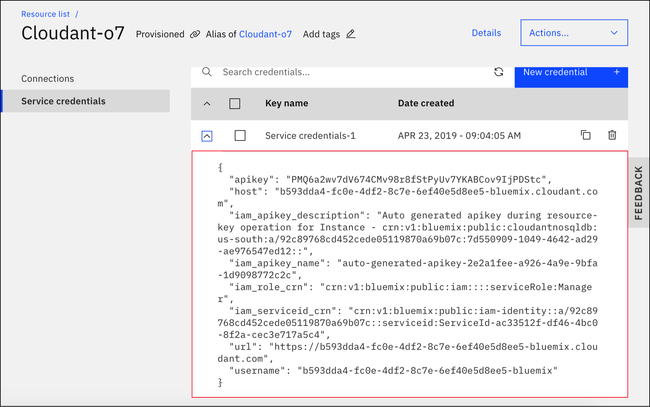 Resource list /
Cloudant-o7 Provisioned Alias of Cloudant-o7 Add tags Details Actions...
Connections
Service credentials
Search credentials... New credential +
Key name Date created
Service credentials-1 APR 23, 2019 - 09:04:05 AM
{
"apikey": "PMQ6a2wv7dV674CMv98r8fStPyUv7YKABCov9IjPDStc",
"host": "b593dda4-fc0e-4df2-8c7e-6ef40e5d8ee5-bluemix.cloudant.co
m",
"iam_apikey_description": "Auto generated apikey during resource-
key operation for Instance - crn:v1:bluemix:public:cloudantnosqldb:
us-south:a/92c89768cd452cede05119870a69b07c:7d550909-1049-4642-ad29
-ae976547ed12::",
"iam_apikey_name": "auto-generated-apikey-2e2a1fee-a926-4a9e-9bfa
-1d9098772c2c",
"iam_role_crn": "crn:v1:bluemix:public:iam::::serviceRole:Manage
r",
"iam_serviceid_crn": "crn:v1:bluemix:public:iam-identity::a/92c89
768cd452cede05119870a69b07c::serviceid:ServiceId-ac33512f-df46-4bc0
-8f2a-cec3e717a5c4",
"url": "https://b593dda4-fc0e-4df2-8c7e-6ef40e5d8ee5-bluemix.clou
dant.com",
"username": "b593dda4-fc0e-4df2-8c7e-6ef40e5d8ee5-bluemix"
}
FEEDBACK